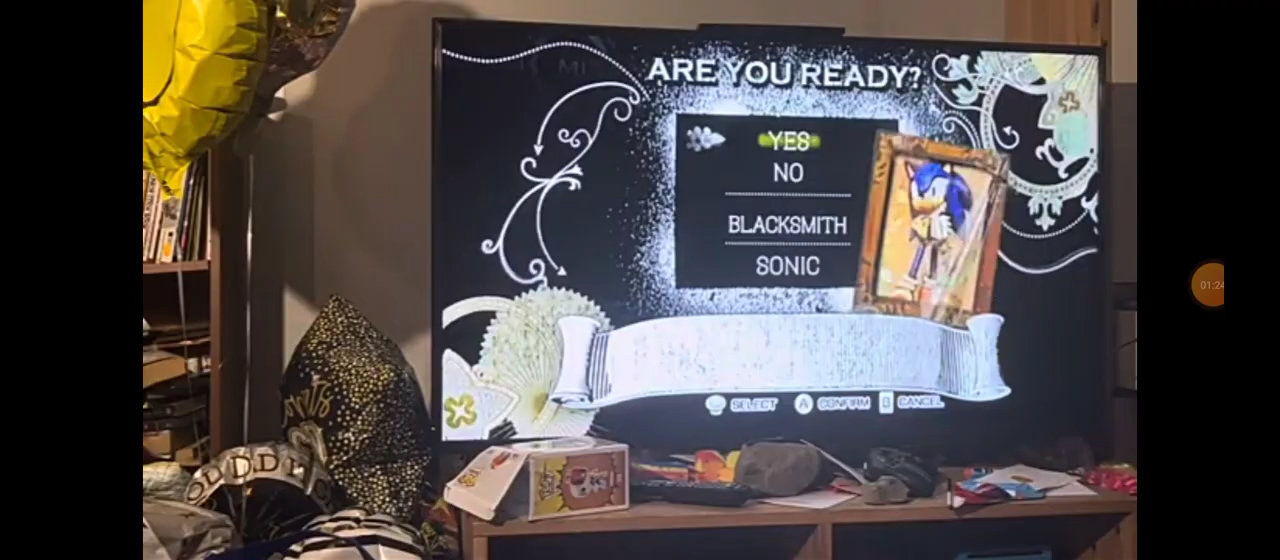 ARE YOU READY?
YES
NO
BLACKSMITH
SONIC
SELECT A CONFIRM B CANCEL
01:24